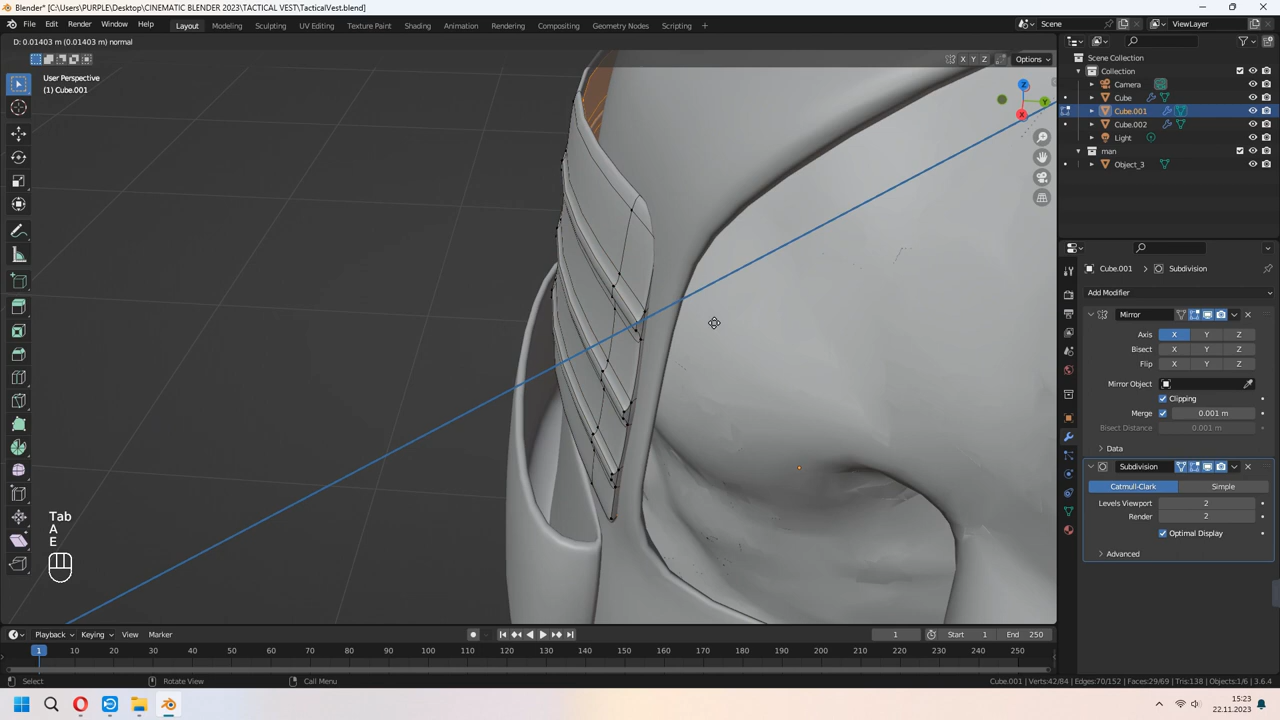 Blender* [C:\Users\PURPLE\Desktop\CINEMATIC BLENDER 2023\TACTICAL VEST\TacticalVest.blend]
File Edit Render Window Help Layout Modeling Sculpting UV Editing Texture Paint Shading Animation Rendering Compositing Geometry Nodes Scripting + Scene ViewLayer
D: 0.01403 m (0.01403 m) normal
X Y Z Options
User Perspective
(1) Cube.001
Z
Y
X
Scene Collection
Collection
Camera
Cube
Cube.001
Cube.002
Light
man
Object_3
Cube.001 > Subdivision
Add Modifier
Mirror
Axis X Y Z
Bisect X Y Z
Flip X Y Z
Mirror Object
Clipping
Merge 0.001 m
Bisect Distance 0.001 m
Data
Subdivision
Catmull-Clark Simple
Levels Viewport 2
Render 2
Optimal Display
Advanced
Tab
A
E
Playback Keying View Marker 1 Start 1 End 250
1 10 20 30 40 50 60 70 80 90 100 110 120 130 140 150 160 170 180 190 200 210 220 230 240 250
Select Rotate View Call Menu Cube.001 | Verts:42/84 | Edges:70/152 | Faces:29/69 | Tris:138 | Objects:1/6 | 3.6.4
15:23
22.11.2023